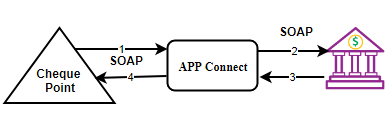 SOAP
1
2
SOAP
APP Connect
$
Cheque
Point
4
3